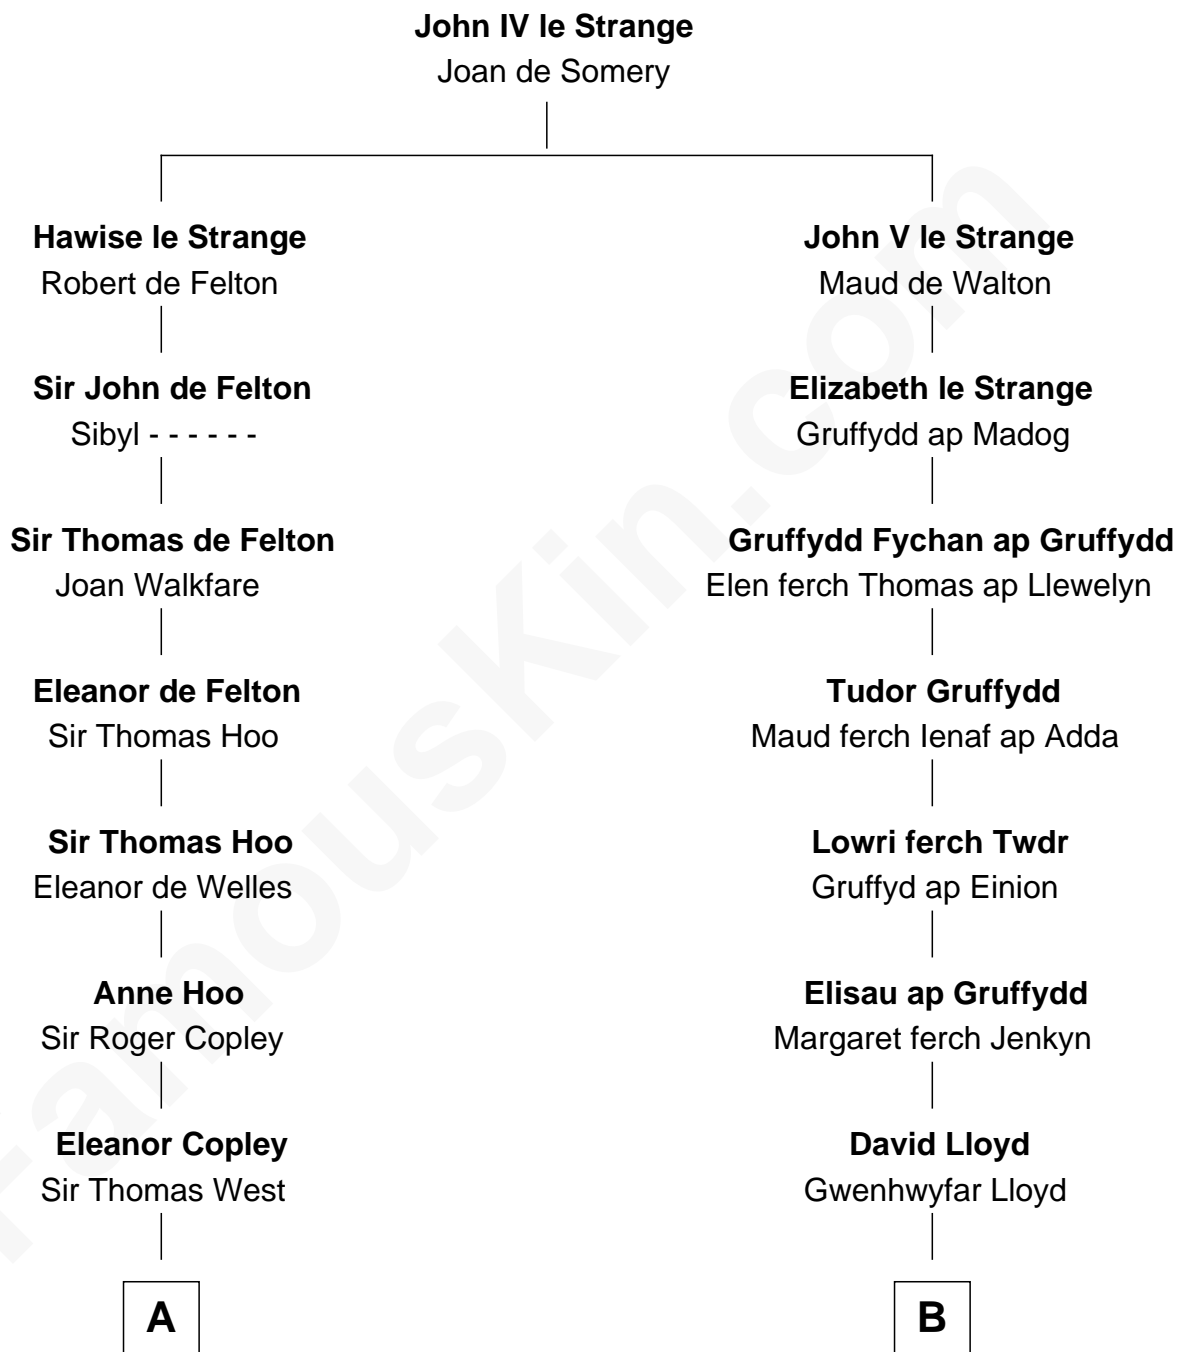 John IV le Strange
Joan de Somery
Hawise le Strange
Robert de Felton
Sir John de Felton
Sibyl - - - - - -
Sir Thomas de Felton
Joan Walkfare
Eleanor de Felton
Sir Thomas Hoo
Sir Thomas Hoo
Eleanor de Welles
Anne Hoo
Sir Roger Copley
Eleanor Copley
Sir Thomas West
A
John V le Strange
Maud de Walton
Elizabeth le Strange
Gruffydd ap Madog
Gruffydd Fychan ap Gruffydd
Elen ferch Thomas ap Llewelyn
Tudor Gruffydd
Maud ferch Ienaf ap Adda
Lowri ferch Twdr
Gruffyd ap Einion
Elisau ap Gruffydd
Margaret ferch Jenkyn
David Lloyd
Gwenhwyfar Lloyd
B
FamousKin.com